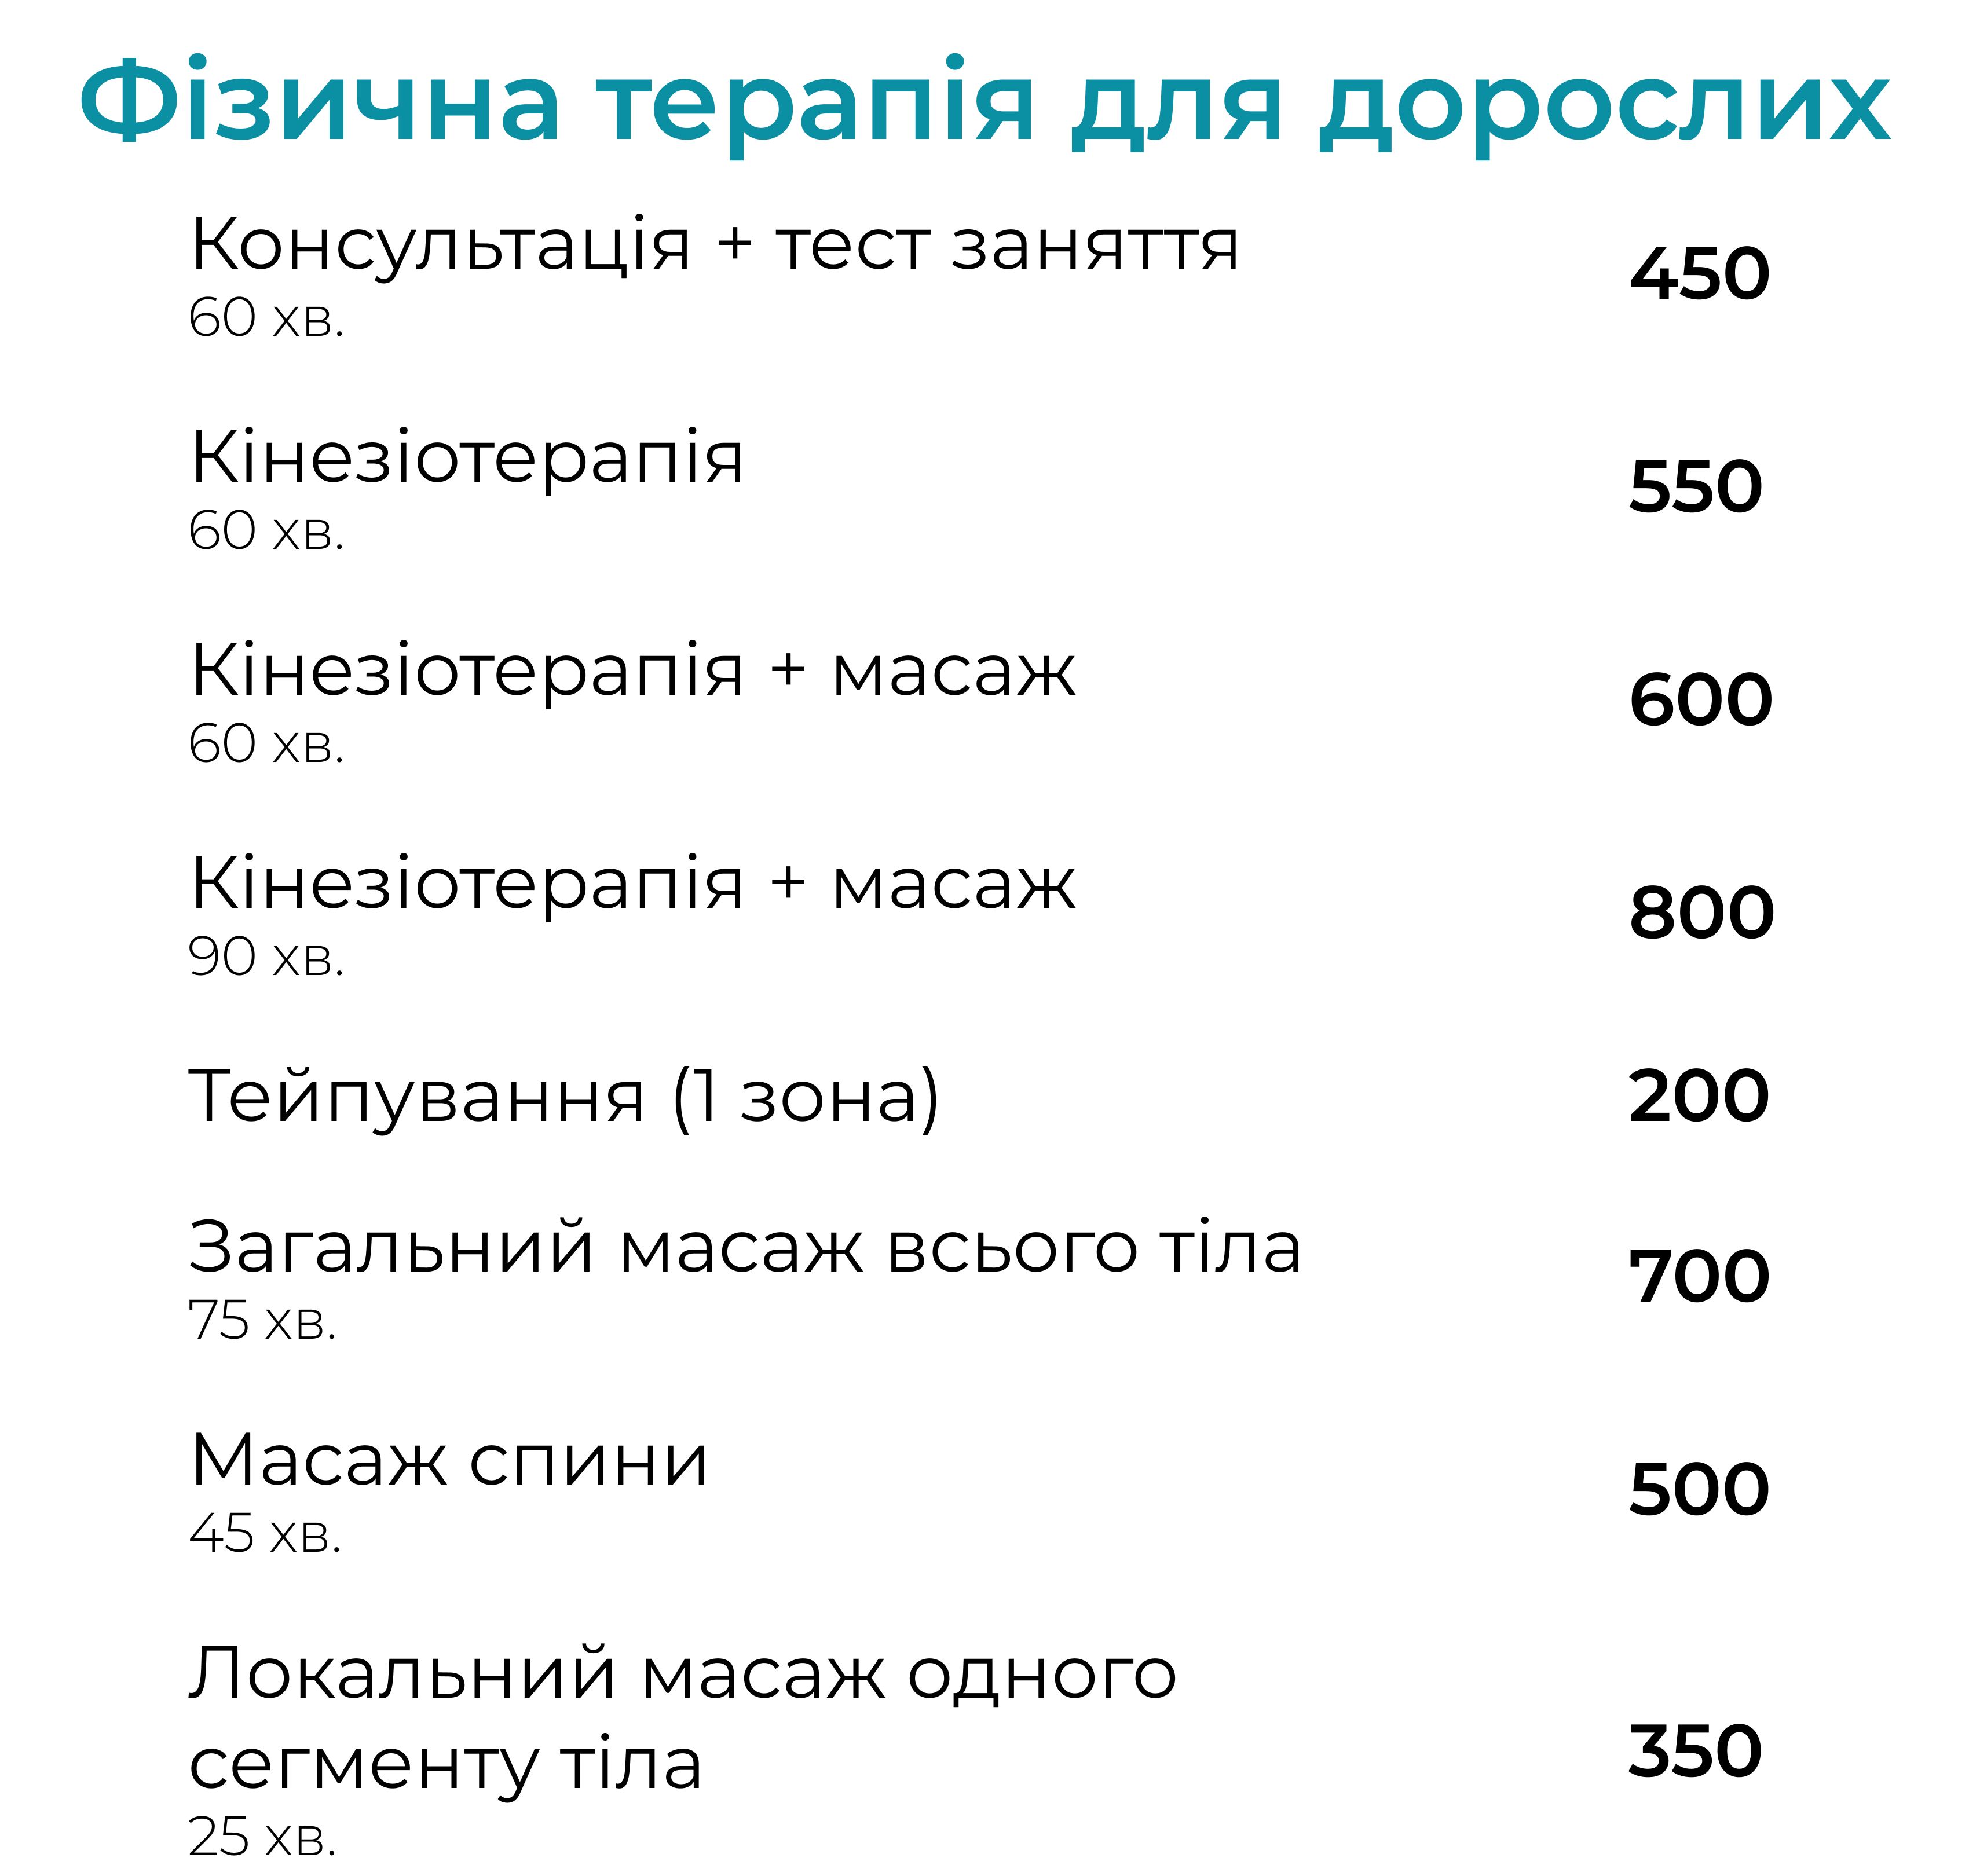 Фізична терапія для дорослих
Консультація + тест заняття
450
60 хв.
Кінезіотерапія
550
60 хв.
Кінезіотерапія + масаж
600
60 хв.
Кінезіотерапія + масаж
800
90 хв.
Тейпування (1 зона)
200
Загальний масаж всього тіла
700
75 хв.
Масаж спини
500
45 хв.
Локальний масаж одного
сегменту тіла
350
25 хв.